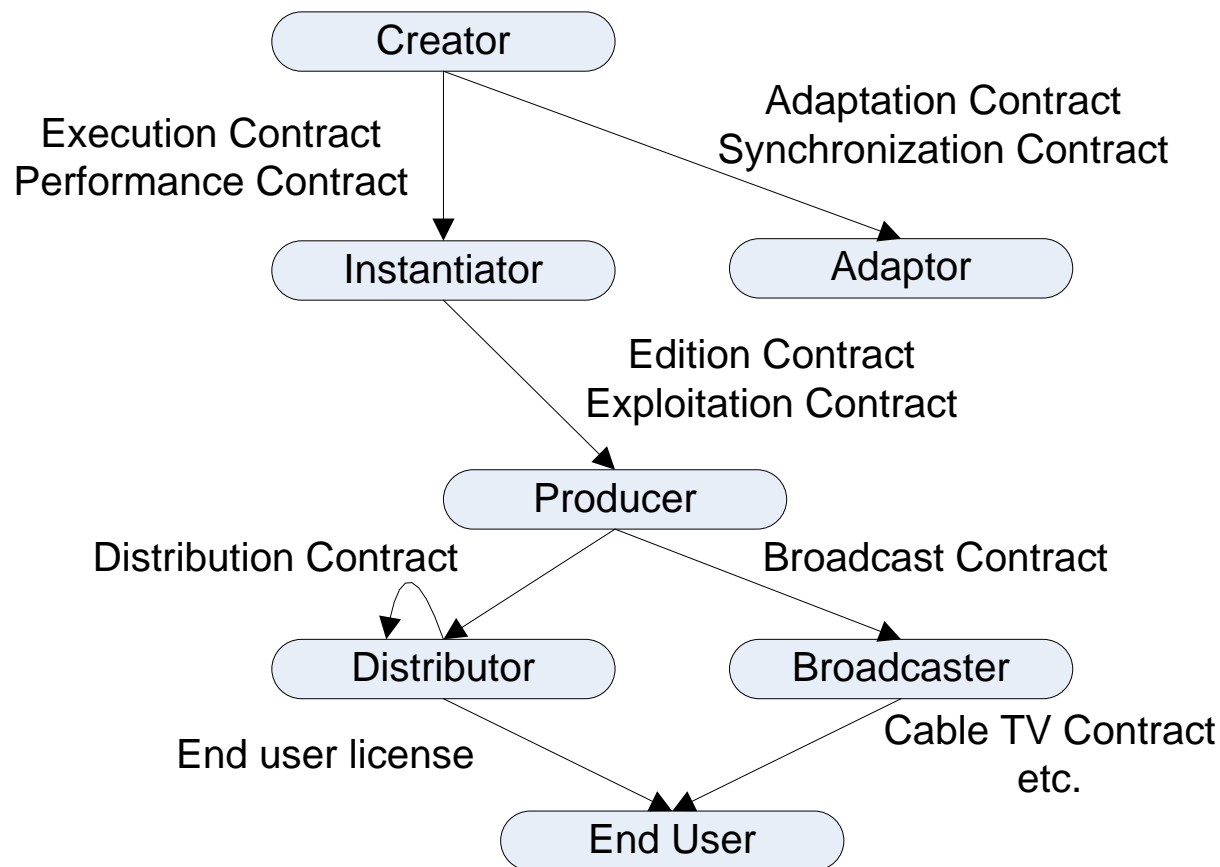 Creator
Execution Contract
Performance Contract
Adaptation Contract
Synchronization Contract
Instantiator
Adaptor
Edition Contract
Exploitation Contract
Producer
Distribution Contract
Broadcast Contract
Distributor
Broadcaster
End user license
Cable TV Contract
etc.
End User